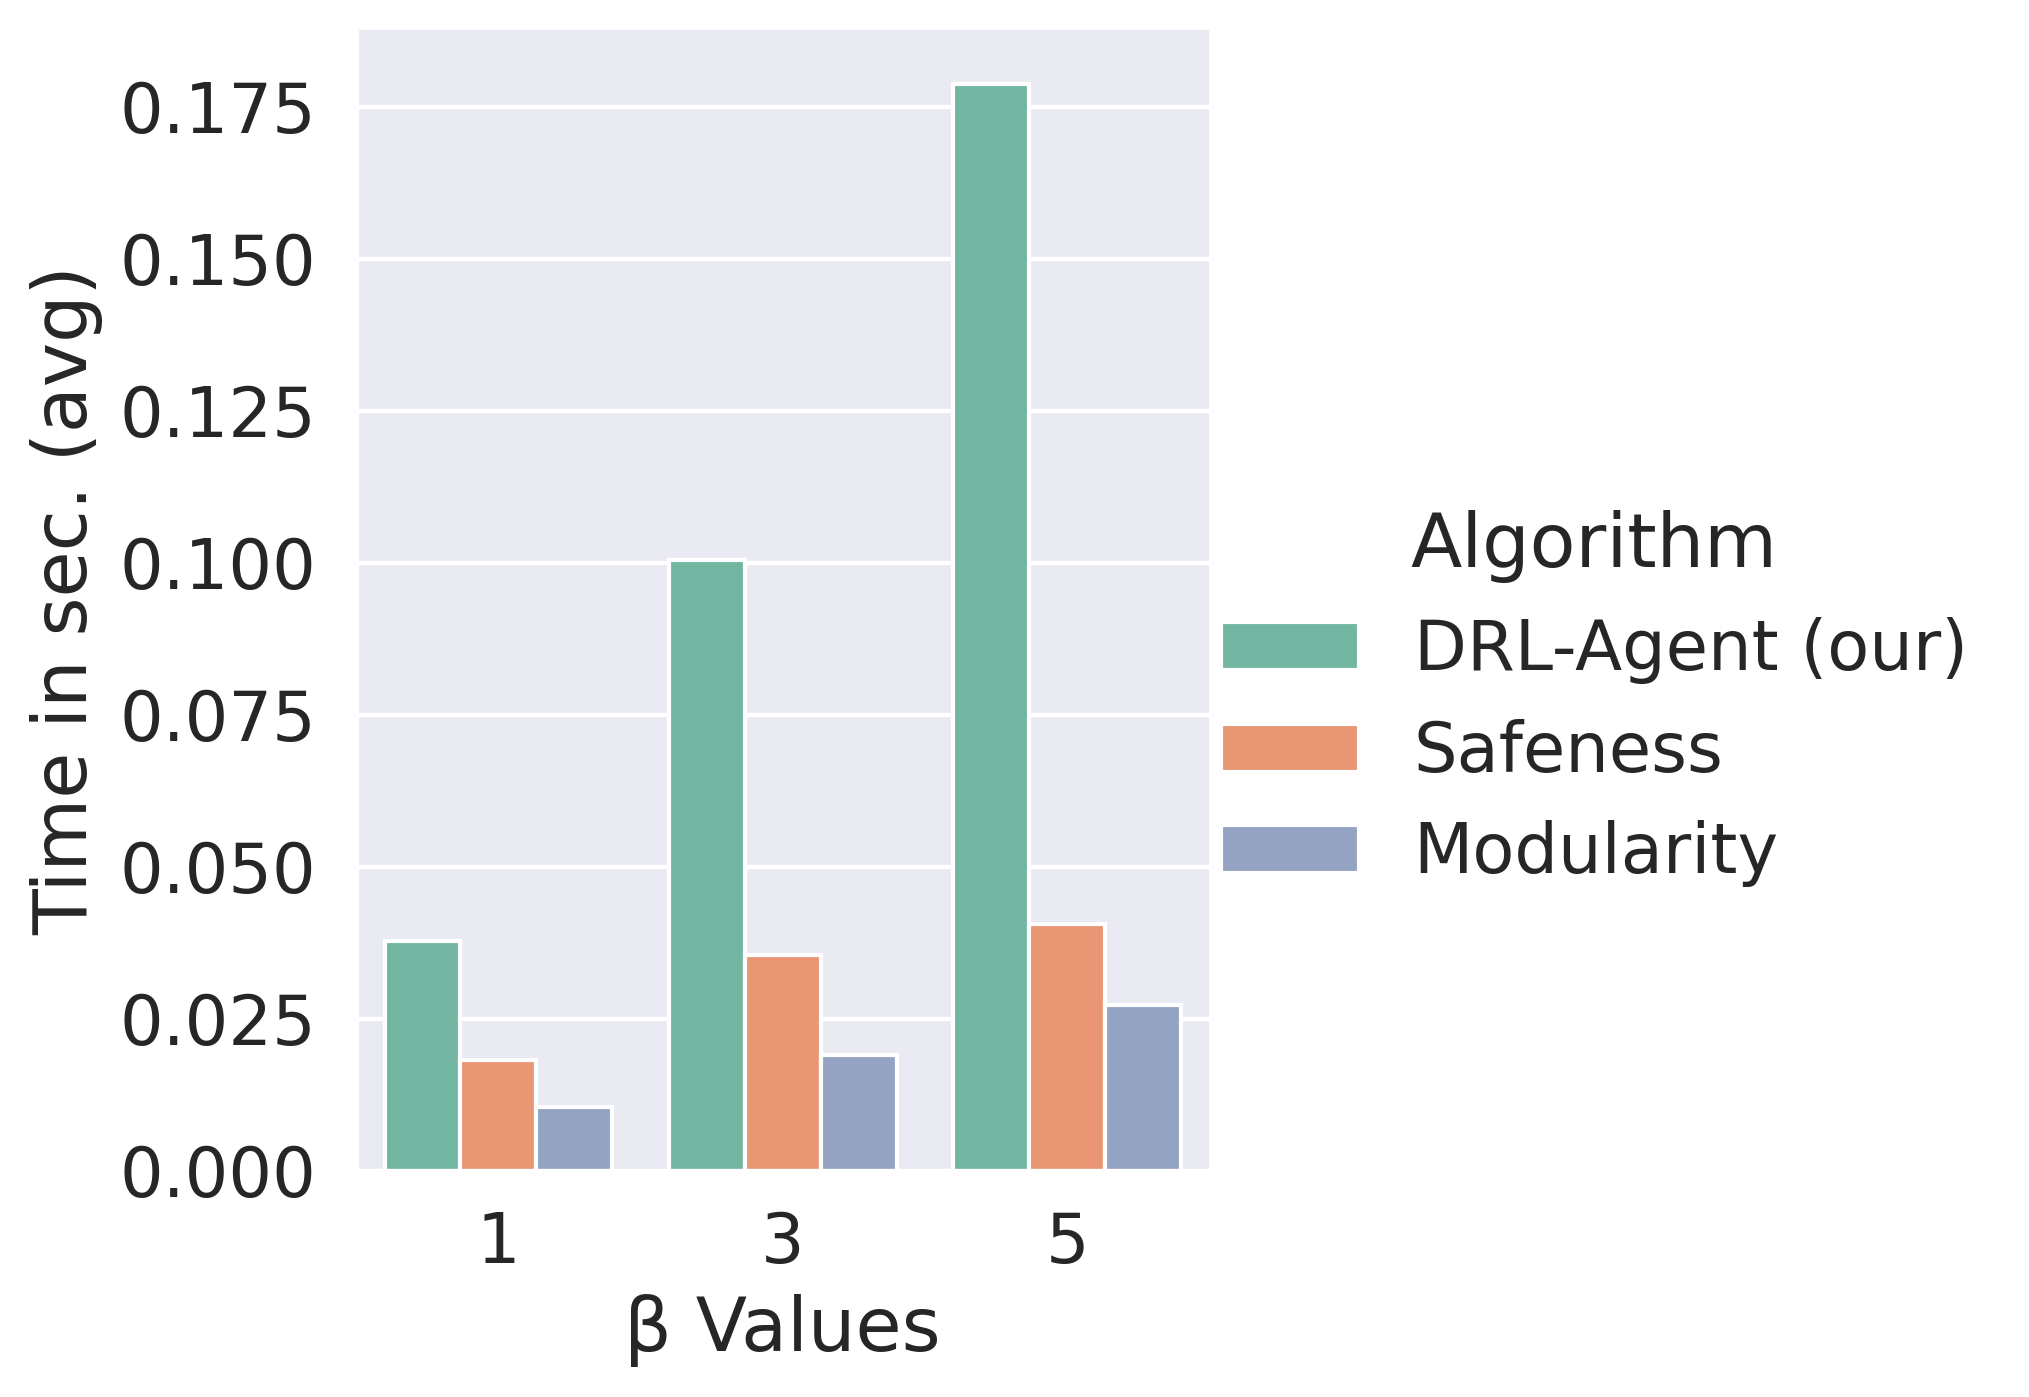 Time in sec. (avg)
0.175
0.150
0.125
0.100
0.075
0.050
0.025
0.000
1 3 5
β Values
Algorithm
DRL-Agent (our)
Safeness
Modularity